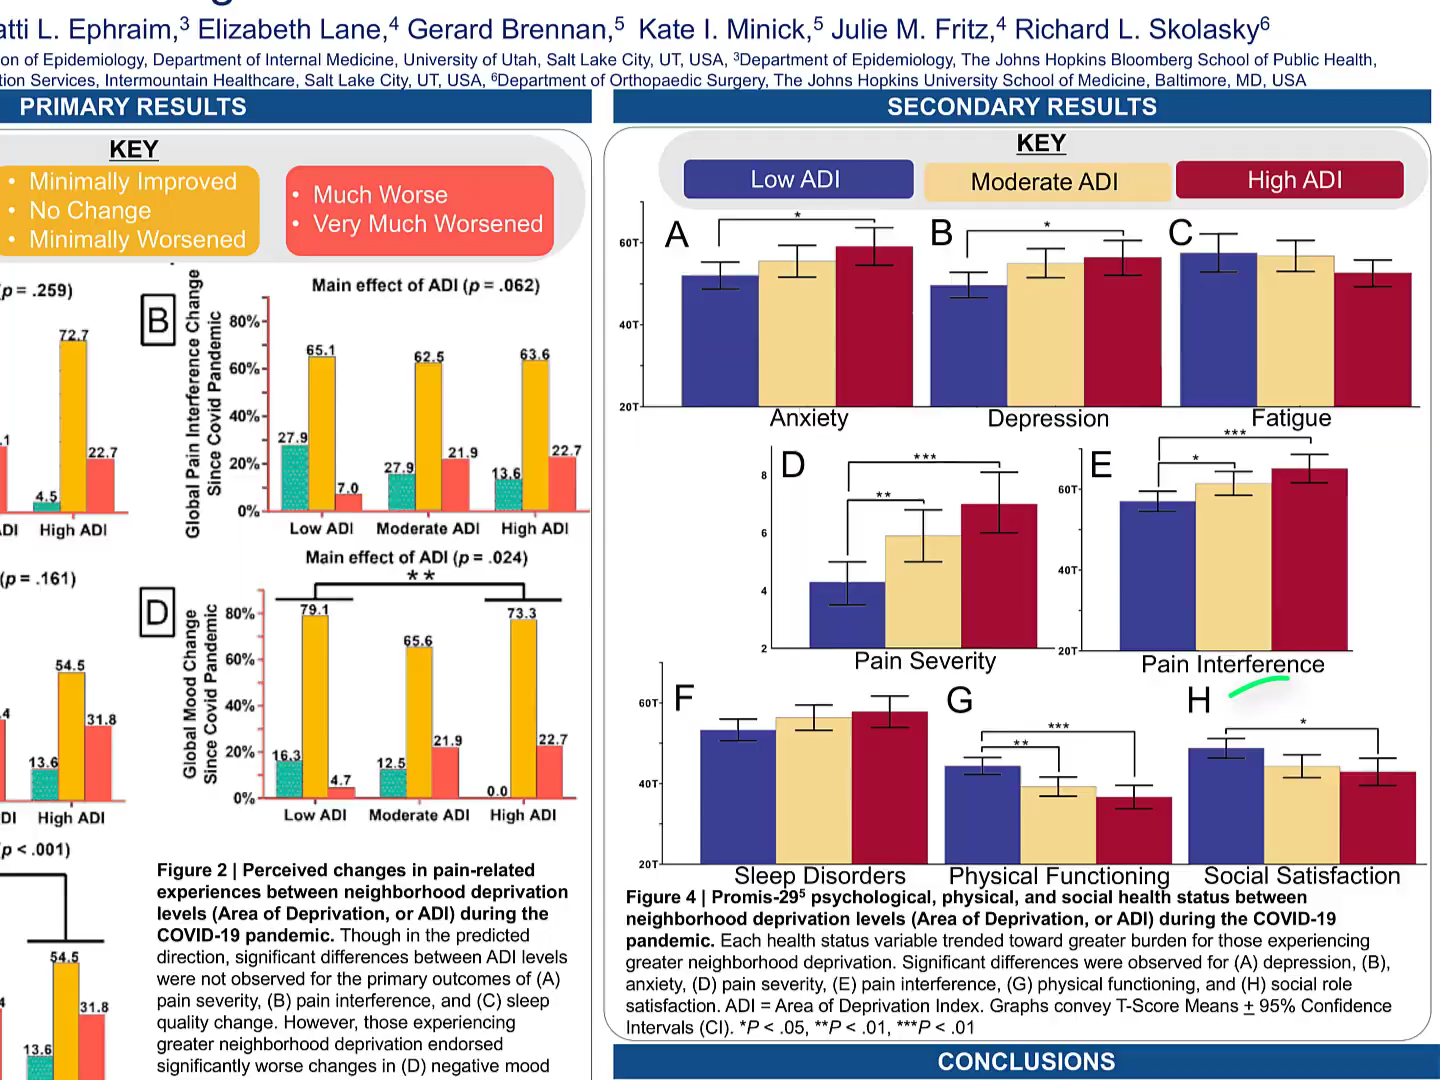 atti L. Ephraim,3 Elizabeth Lane,4 Gerard Brennan,5 Kate I. Minick,5 Julie M. Fritz,4 Richard L. Skolasky6
on of Epidemiology, Department of Internal Medicine, University of Utah, Salt Lake City, UT, USA, 3Department of Epidemiology, The Johns Hopkins Bloomberg School of Public Health,
tion Services, Intermountain Healthcare, Salt Lake City, UT, USA, 6Department of Orthopaedic Surgery, The Johns Hopkins University School of Medicine, Baltimore, MD, USA
PRIMARY RESULTS
KEY
• Minimally Improved
• No Change
• Minimally Worsened
• Much Worse
• Very Much Worsened
(p = .259)
72.7
.1
22.7
4.5
ADI High ADI
B
Main effect of ADI (p = .062)
Global Pain Interference Change
Since Covid Pandemic
80%
60%
40%
20%
0%
27.9 65.1 7.0
27.9 62.5 21.9
13.6 63.6 22.7
Low ADI Moderate ADI High ADI
(p = .161)
54.5
.4
31.8
13.6
DI High ADI
D
Main effect of ADI (p = .024)
**
Global Mood Change
Since Covid Pandemic
80%
60%
40%
20%
0%
16.3 79.1 4.7
12.5 65.6 21.9
0.0 73.3 22.7
Low ADI Moderate ADI High ADI
(p < .001)
54.5
4
31.8
13.6
Figure 2 | Perceived changes in pain-related
experiences between neighborhood deprivation
levels (Area of Deprivation, or ADI) during the
COVID-19 pandemic. Though in the predicted
direction, significant differences between ADI levels
were not observed for the primary outcomes of (A)
pain severity, (B) pain interference, and (C) sleep
quality change. However, those experiencing
greater neighborhood deprivation endorsed
significantly worse changes in (D) negative mood
SECONDARY RESULTS
KEY
Low ADI Moderate ADI High ADI
A
*
B
*
C
60T
40T
20T
Anxiety Depression Fatigue
D
***
**
8
6
4
2
Pain Severity
E
***
*
60T
40T
20T
Pain Interference
F
60T
40T
20T
Sleep Disorders
G
***
**
Physical Functioning
H
*
Social Satisfaction
Figure 4 | Promis-295 psychological, physical, and social health status between
neighborhood deprivation levels (Area of Deprivation, or ADI) during the COVID-19
pandemic. Each health status variable trended toward greater burden for those experiencing
greater neighborhood deprivation. Significant differences were observed for (A) depression, (B),
anxiety, (D) pain severity, (E) pain interference, (G) physical functioning, and (H) social role
satisfaction. ADI = Area of Deprivation Index. Graphs convey T-Score Means ± 95% Confidence
Intervals (CI). *P < .05, **P < .01, ***P < .01
CONCLUSIONS